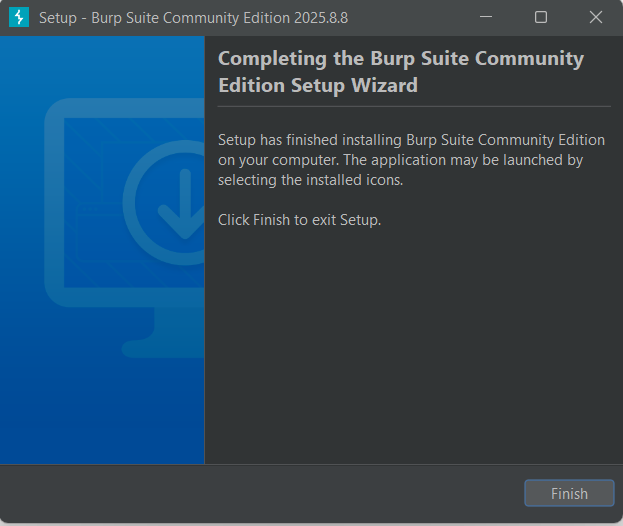 Setup - Burp Suite Community Edition 2025.8.8
Completing the Burp Suite Community
Edition Setup Wizard
Setup has finished installing Burp Suite Community Edition
on your computer. The application may be launched by
selecting the installed icons.
Click Finish to exit Setup.
Finish